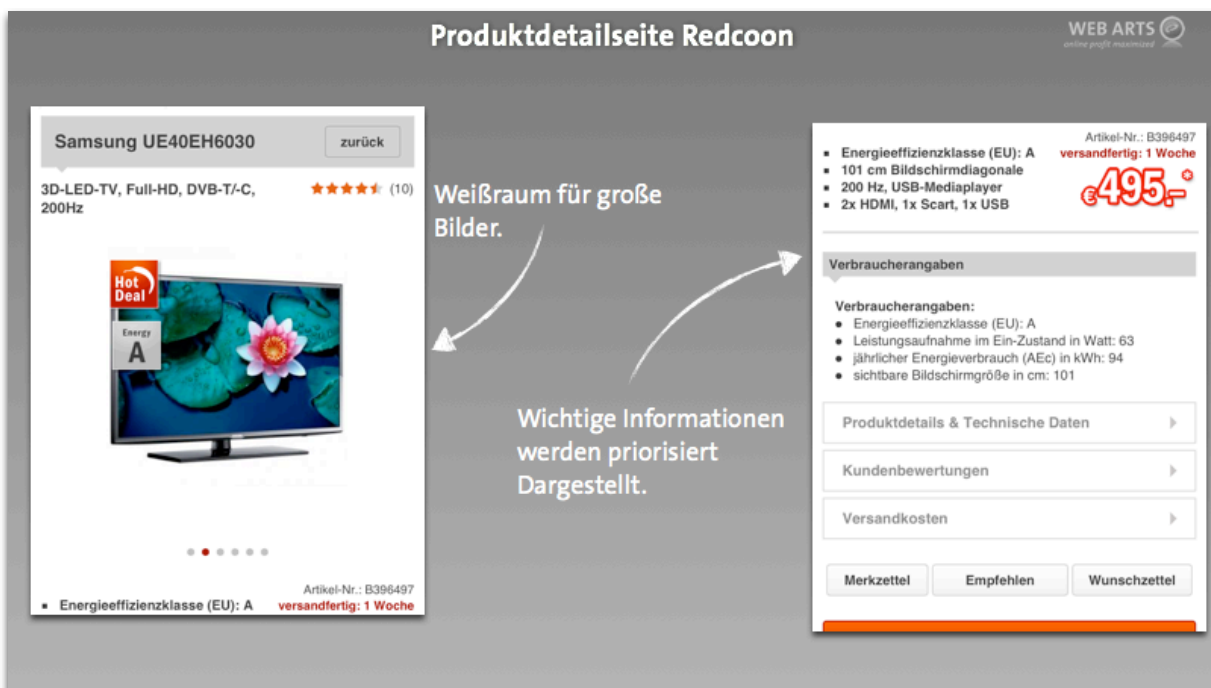 Produktdetailseite Redcoon
WEB ARTS
online profit maximized
Samsung UE40EH6030
zurück
3D-LED-TV, Full-HD, DVB-T/-C,
200Hz
(10)
Hot
Deal
Energy
A
Artikel-Nr.: B396497
Energieeffizienzklasse (EU): A
versandfertig: 1 Woche
Weißraum für große
Bilder.
Wichtige Informationen
werden priorisiert
Dargestellt.
Artikel-Nr.: B396497
Energieeffizienzklasse (EU): A
versandfertig: 1 Woche
101 cm Bildschirmdiagonale
200 Hz, USB-Mediaplayer
2x HDMI, 1x Scart, 1x USB
€495,-*
Verbraucherangaben
Verbraucherangaben:
Energieeffizienzklasse (EU): A
Leistungsaufnahme im Ein-Zustand in Watt: 63
jährlicher Energieverbrauch (AEc) in kWh: 94
sichtbare Bildschirmgröße in cm: 101
Produktdetails & Technische Daten
Kundenbewertungen
Versandkosten
Merkzettel
Empfehlen
Wunschzettel